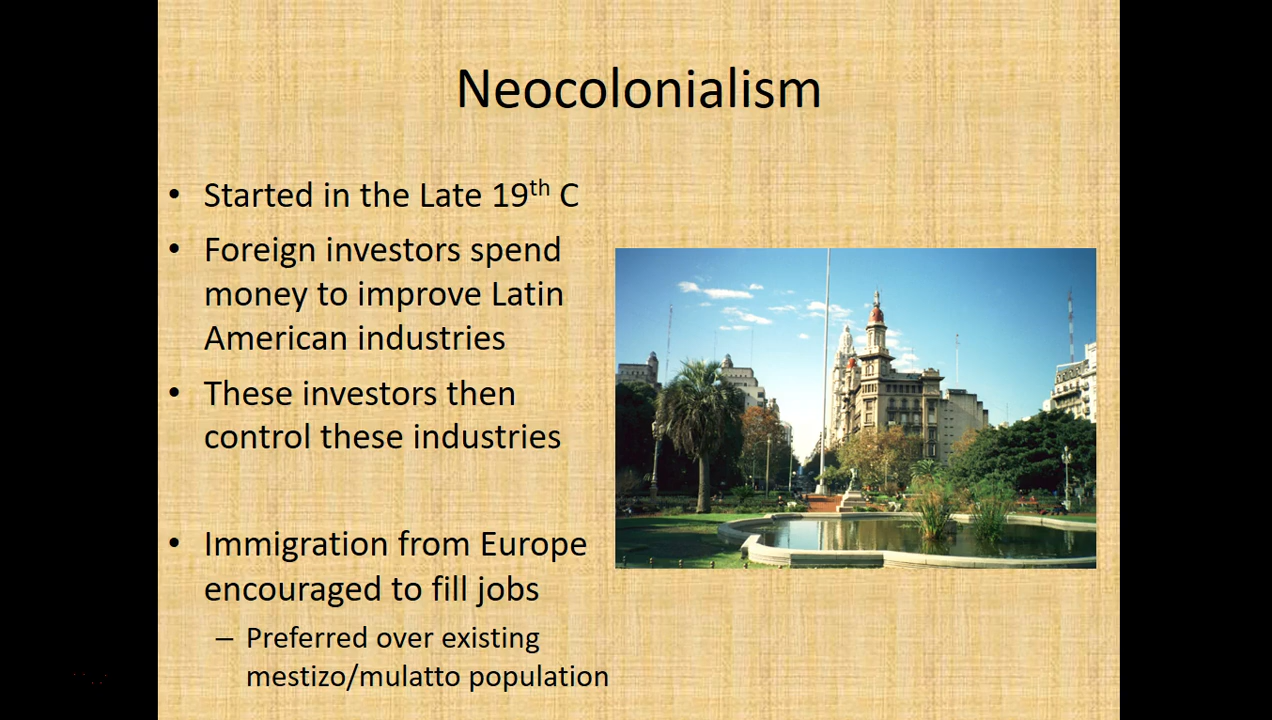 Neocolonialism
• Started in the Late 19th C
• Foreign investors spend
money to improve Latin
American industries
• These investors then
control these industries
• Immigration from Europe
encouraged to fill jobs
– Preferred over existing
mestizo/mulatto population